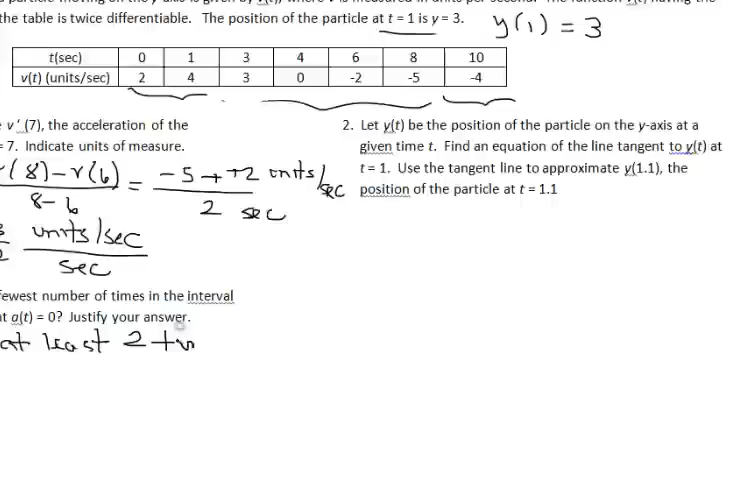 the table is twice differentiable. The position of the particle at t = 1 is y = 3. y(1) = 3
t(sec) 0 1 3 4 6 8 10
v(t) (units/sec) 2 4 3 0 -2 -5 -4
v' (7), the acceleration of the
= 7. Indicate units of measure.
(8)-v(6) = -5 + +2 units/sec
8-6 2 sec
units/sec
sec
fewest number of times in the interval
at a(t) = 0? Justify your answer.
at least 2
2. Let y(t) be the position of the particle on the y-axis at a
given time t. Find an equation of the line tangent to y(t) at
t = 1. Use the tangent line to approximate y(1.1), the
position of the particle at t = 1.1